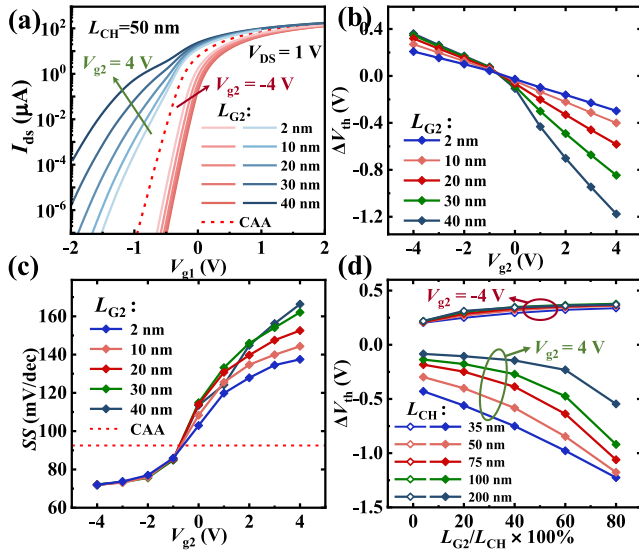 (a)
L_CH=50 nm
V_DS = 1 V
V_g2 = 4 V
V_g2 = -4 V
L_G2 :
2 nm
10 nm
20 nm
30 nm
40 nm
CAA
10^2
10^0
10^-2
10^-4
10^-6
I_ds (μA)
-2 -1 0 1 2
V_g1 (V)
(b)
L_G2 :
2 nm
10 nm
20 nm
30 nm
40 nm
0.4
0.0
-0.4
-0.8
-1.2
ΔV_th (V)
-4 -2 0 2 4
V_g2 (V)
(c)
L_G2 :
2 nm
10 nm
20 nm
30 nm
40 nm
CAA
160
140
120
100
80
60
SS (mV/dec)
-4 -2 0 2 4
V_g2 (V)
(d)
V_g2 = -4 V
V_g2 = 4 V
L_CH :
35 nm
50 nm
75 nm
100 nm
200 nm
0.5
0.0
-0.5
-1.0
-1.5
ΔV_th (V)
0 20 40 60 80
L_G2/L_CH × 100%